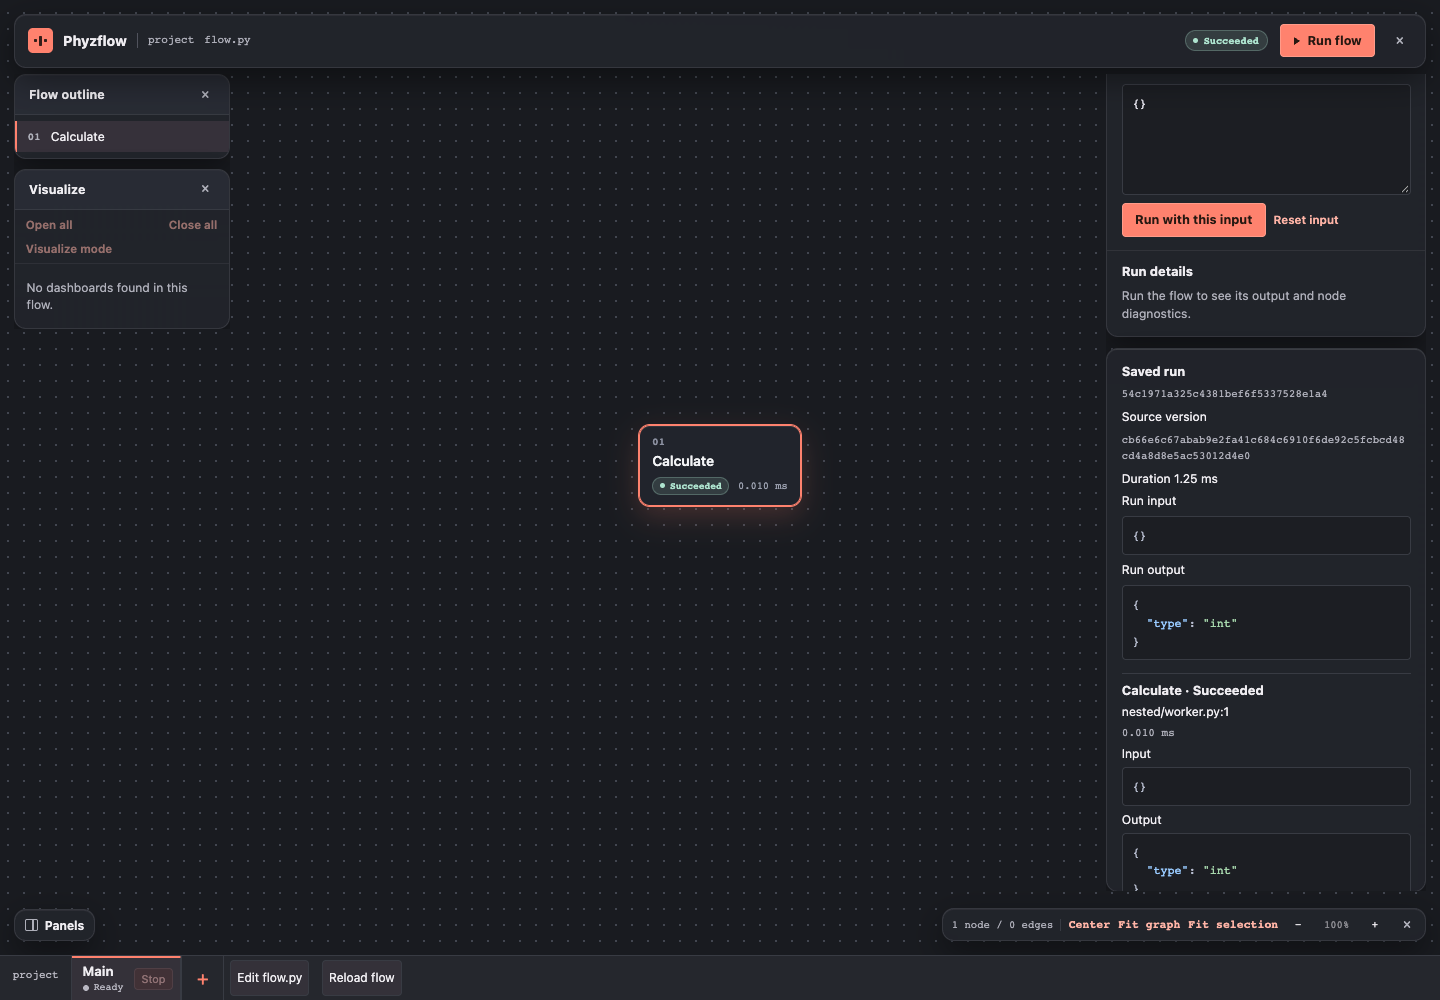 Phyzflow
project flow.py
Succeeded
Run flow
×
Flow outline
×
01 Calculate
Visualize
×
Open all
Close all
Visualize mode
No dashboards found in this
flow.
01
Calculate
Succeeded
0.010 ms
{}
Run with this input
Reset input
Run details
Run the flow to see its output and node
diagnostics.
Saved run
54c1971a325c4381bef6f5337528e1a4
Source version
cb66e6c67abab9e2fa41c684c6910f6de92c5fcbcd48
cd4a8d8e5ac53012d4e0
Duration 1.25 ms
Run input
{}
Run output
{
"type": "int"
}
Calculate · Succeeded
nested/worker.py:1
0.010 ms
Input
{}
Output
{
"type": "int"
}
Panels
1 node / 0 edges
Center Fit graph Fit selection
−
100%
+
×
project
Main
Ready
Stop
+
Edit flow.py
Reload flow